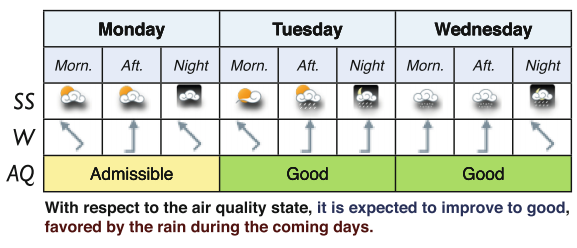 Monday Tuesday Wednesday
Morn. Aft. Night Morn. Aft. Night Morn. Aft. Night
SS
W
AQ Admissible Good Good
With respect to the air quality state, it is expected to improve to good,
favored by the rain during the coming days.